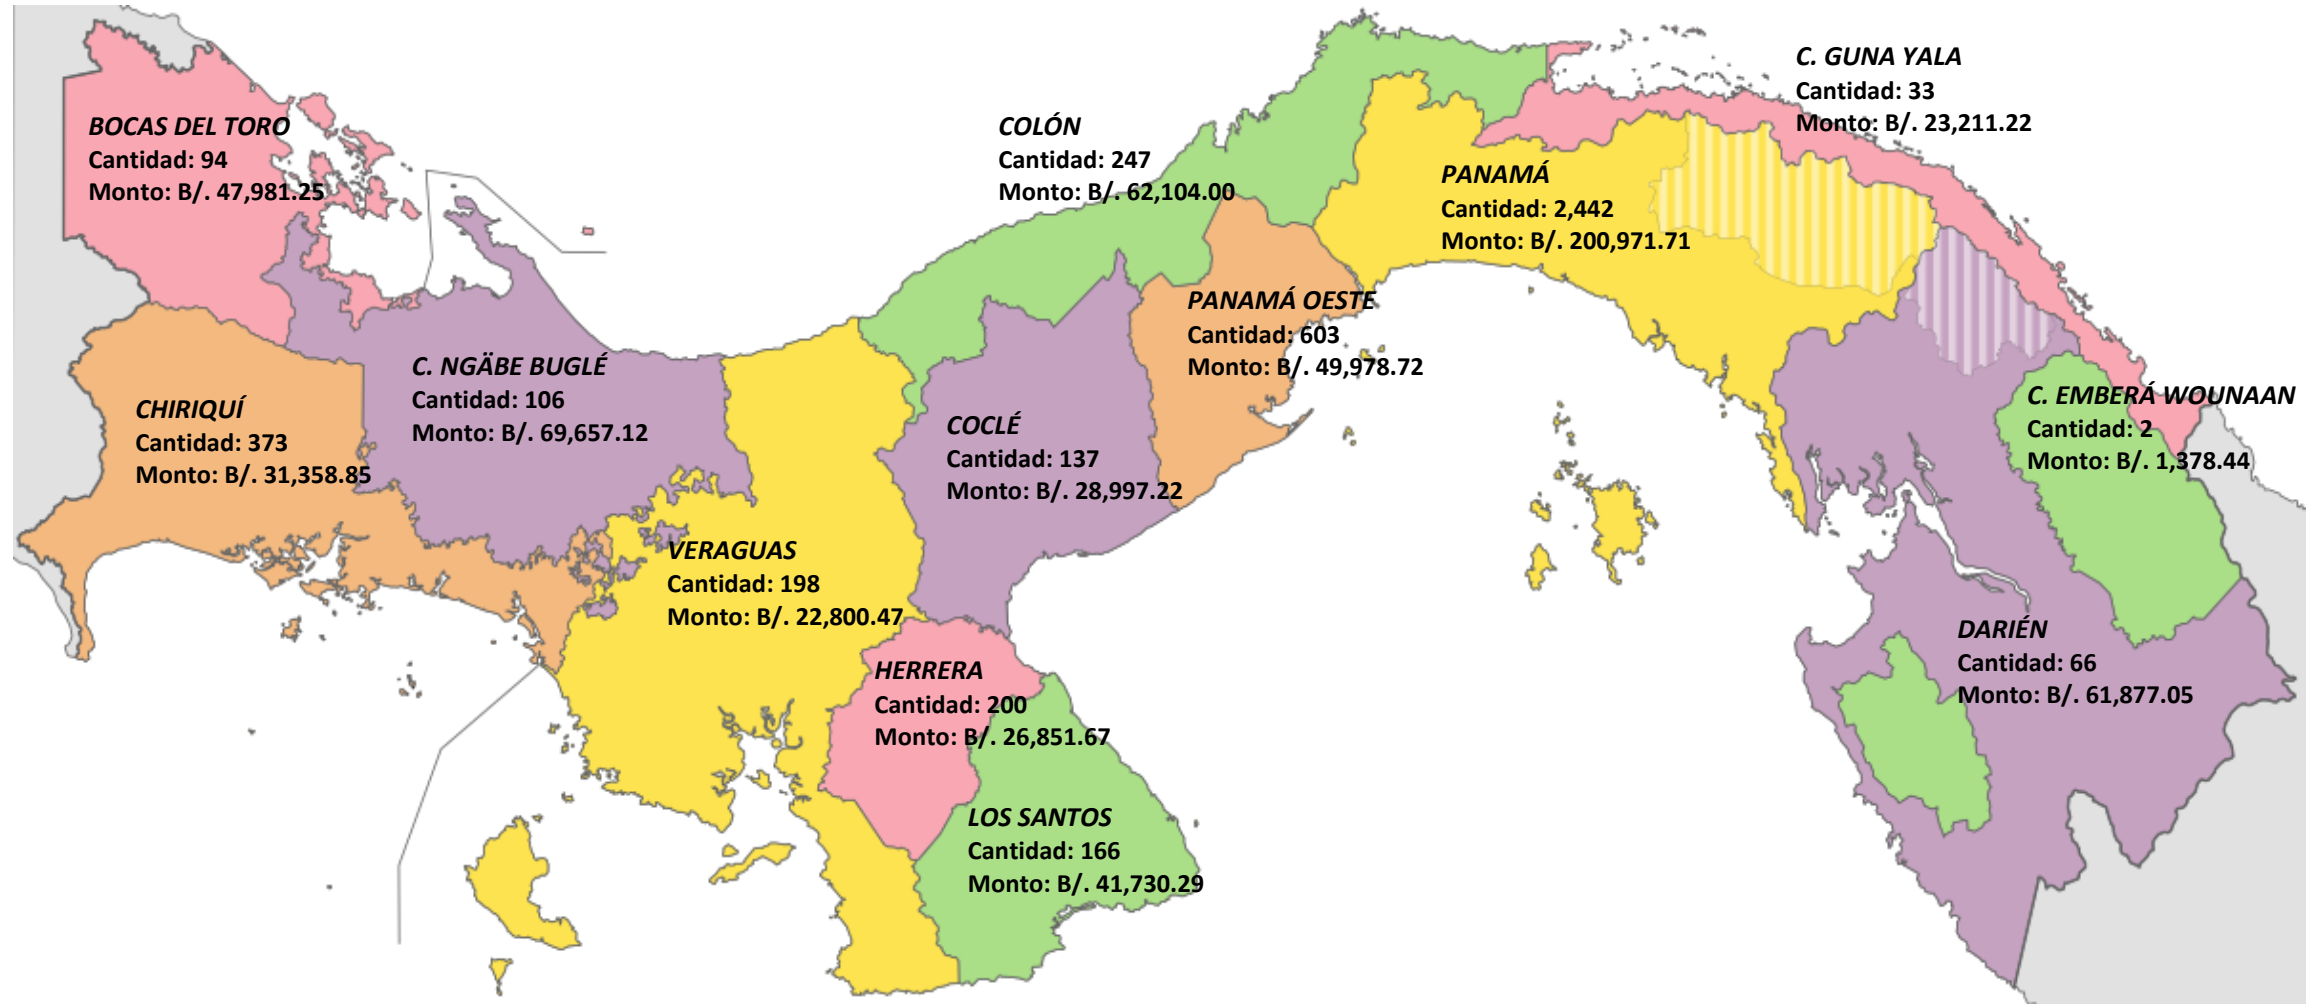 BOCAS DEL TORO
Cantidad: 94
Monto: B/. 47,981.25
COLÓN
Cantidad: 247
Monto: B/. 62,104.00
C. GUNA YALA
Cantidad: 33
Monto: B/. 23,211.22
PANAMÁ
Cantidad: 2,442
Monto: B/. 200,971.71
PANAMÁ OESTE
Cantidad: 603
Monto: B/. 49,978.72
C. NGÄBE BUGLÉ
Cantidad: 106
Monto: B/. 69,657.12
CHIRIQUÍ
Cantidad: 373
Monto: B/. 31,358.85
COCLÉ
Cantidad: 137
Monto: B/. 28,997.22
C. EMBERÁ WOUNAAN
Cantidad: 2
Monto: B/. 1,378.44
VERAGUAS
Cantidad: 198
Monto: B/. 22,800.47
HERRERA
Cantidad: 200
Monto: B/. 26,851.67
DARIÉN
Cantidad: 66
Monto: B/. 61,877.05
LOS SANTOS
Cantidad: 166
Monto: B/. 41,730.29